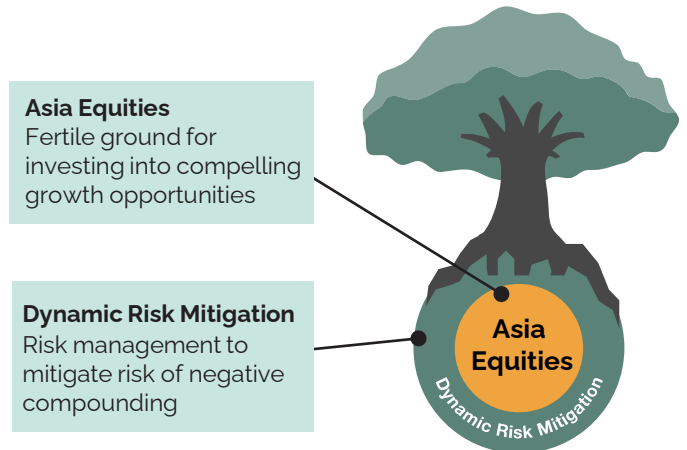 Asia Equities
Fertile ground for
investing into compelling
growth opportunities
Dynamic Risk Mitigation
Risk management to
mitigate risk of negative
compounding
Asia
Equities
Dynamic Risk Mitigation